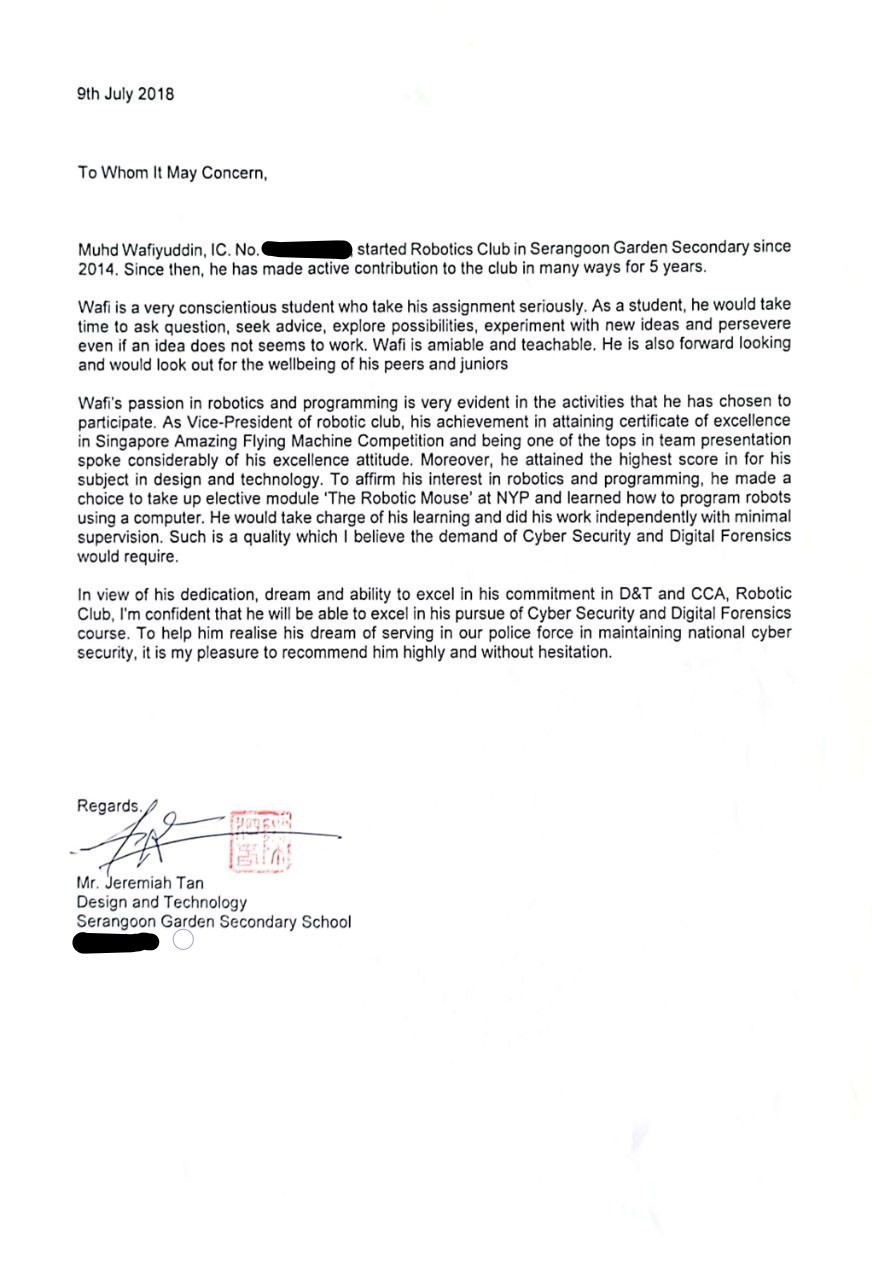 9th July 2018
To Whom It May Concern,
Muhd Wafiyuddin, IC. No. , started Robotics Club in Serangoon Garden Secondary since
2014. Since then, he has made active contribution to the club in many ways for 5 years.
Wafi is a very conscientious student who take his assignment seriously. As a student, he would take
time to ask question, seek advice, explore possibilities, experiment with new ideas and persevere
even if an idea does not seems to work. Wafi is amiable and teachable. He is also forward looking
and would look out for the wellbeing of his peers and juniors
Wafi's passion in robotics and programming is very evident in the activities that he has chosen to
participate. As Vice-President of robotic club, his achievement in attaining certificate of excellence
in Singapore Amazing Flying Machine Competition and being one of the tops in team presentation
spoke considerably of his excellence attitude. Moreover, he attained the highest score in for his
subject in design and technology. To affirm his interest in robotics and programming, he made a
choice to take up elective module 'The Robotic Mouse' at NYP and learned how to program robots
using a computer. He would take charge of his learning and did his work independently with minimal
supervision. Such is a quality which I believe the demand of Cyber Security and Digital Forensics
would require.
In view of his dedication, dream and ability to excel in his commitment in D&T and CCA, Robotic
Club, I'm confident that he will be able to excel in his pursue of Cyber Security and Digital Forensics
course. To help him realise his dream of serving in our police force in maintaining national cyber
security, it is my pleasure to recommend him highly and without hesitation.
Regards,
Mr. Jeremiah Tan
Design and Technology
Serangoon Garden Secondary School